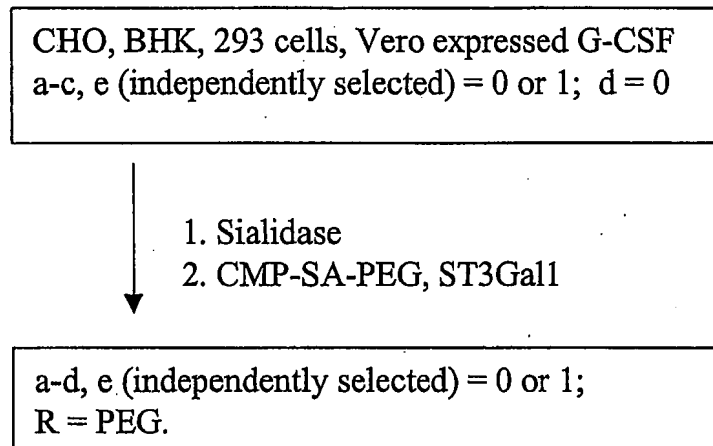 CHO, BHK, 293 cells, Vero expressed G-CSF
a-c, e (independently selected) = 0 or 1; d = 0
1. Sialidase
2. CMP-SA-PEG, ST3Gal1
a-d, e (independently selected) = 0 or 1;
R = PEG.